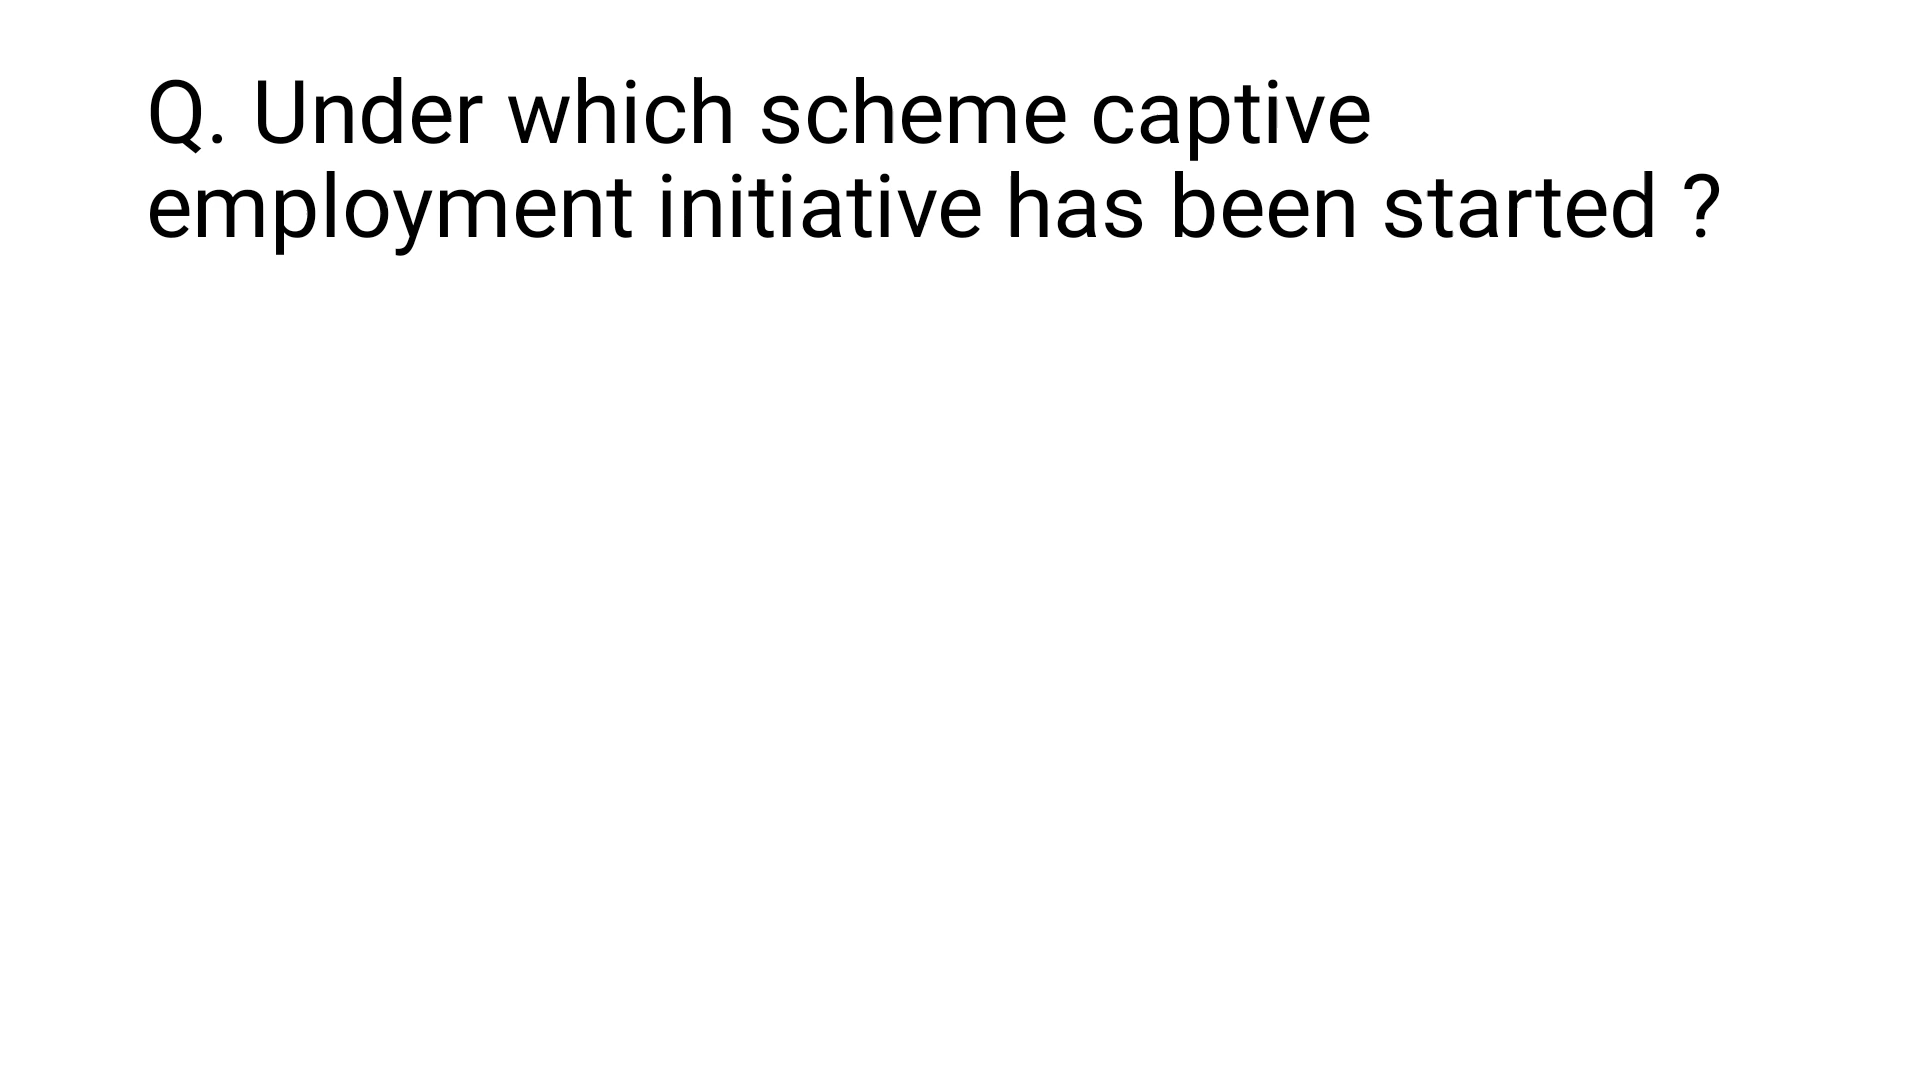 Q. Under which scheme captive
employment initiative has been started ?